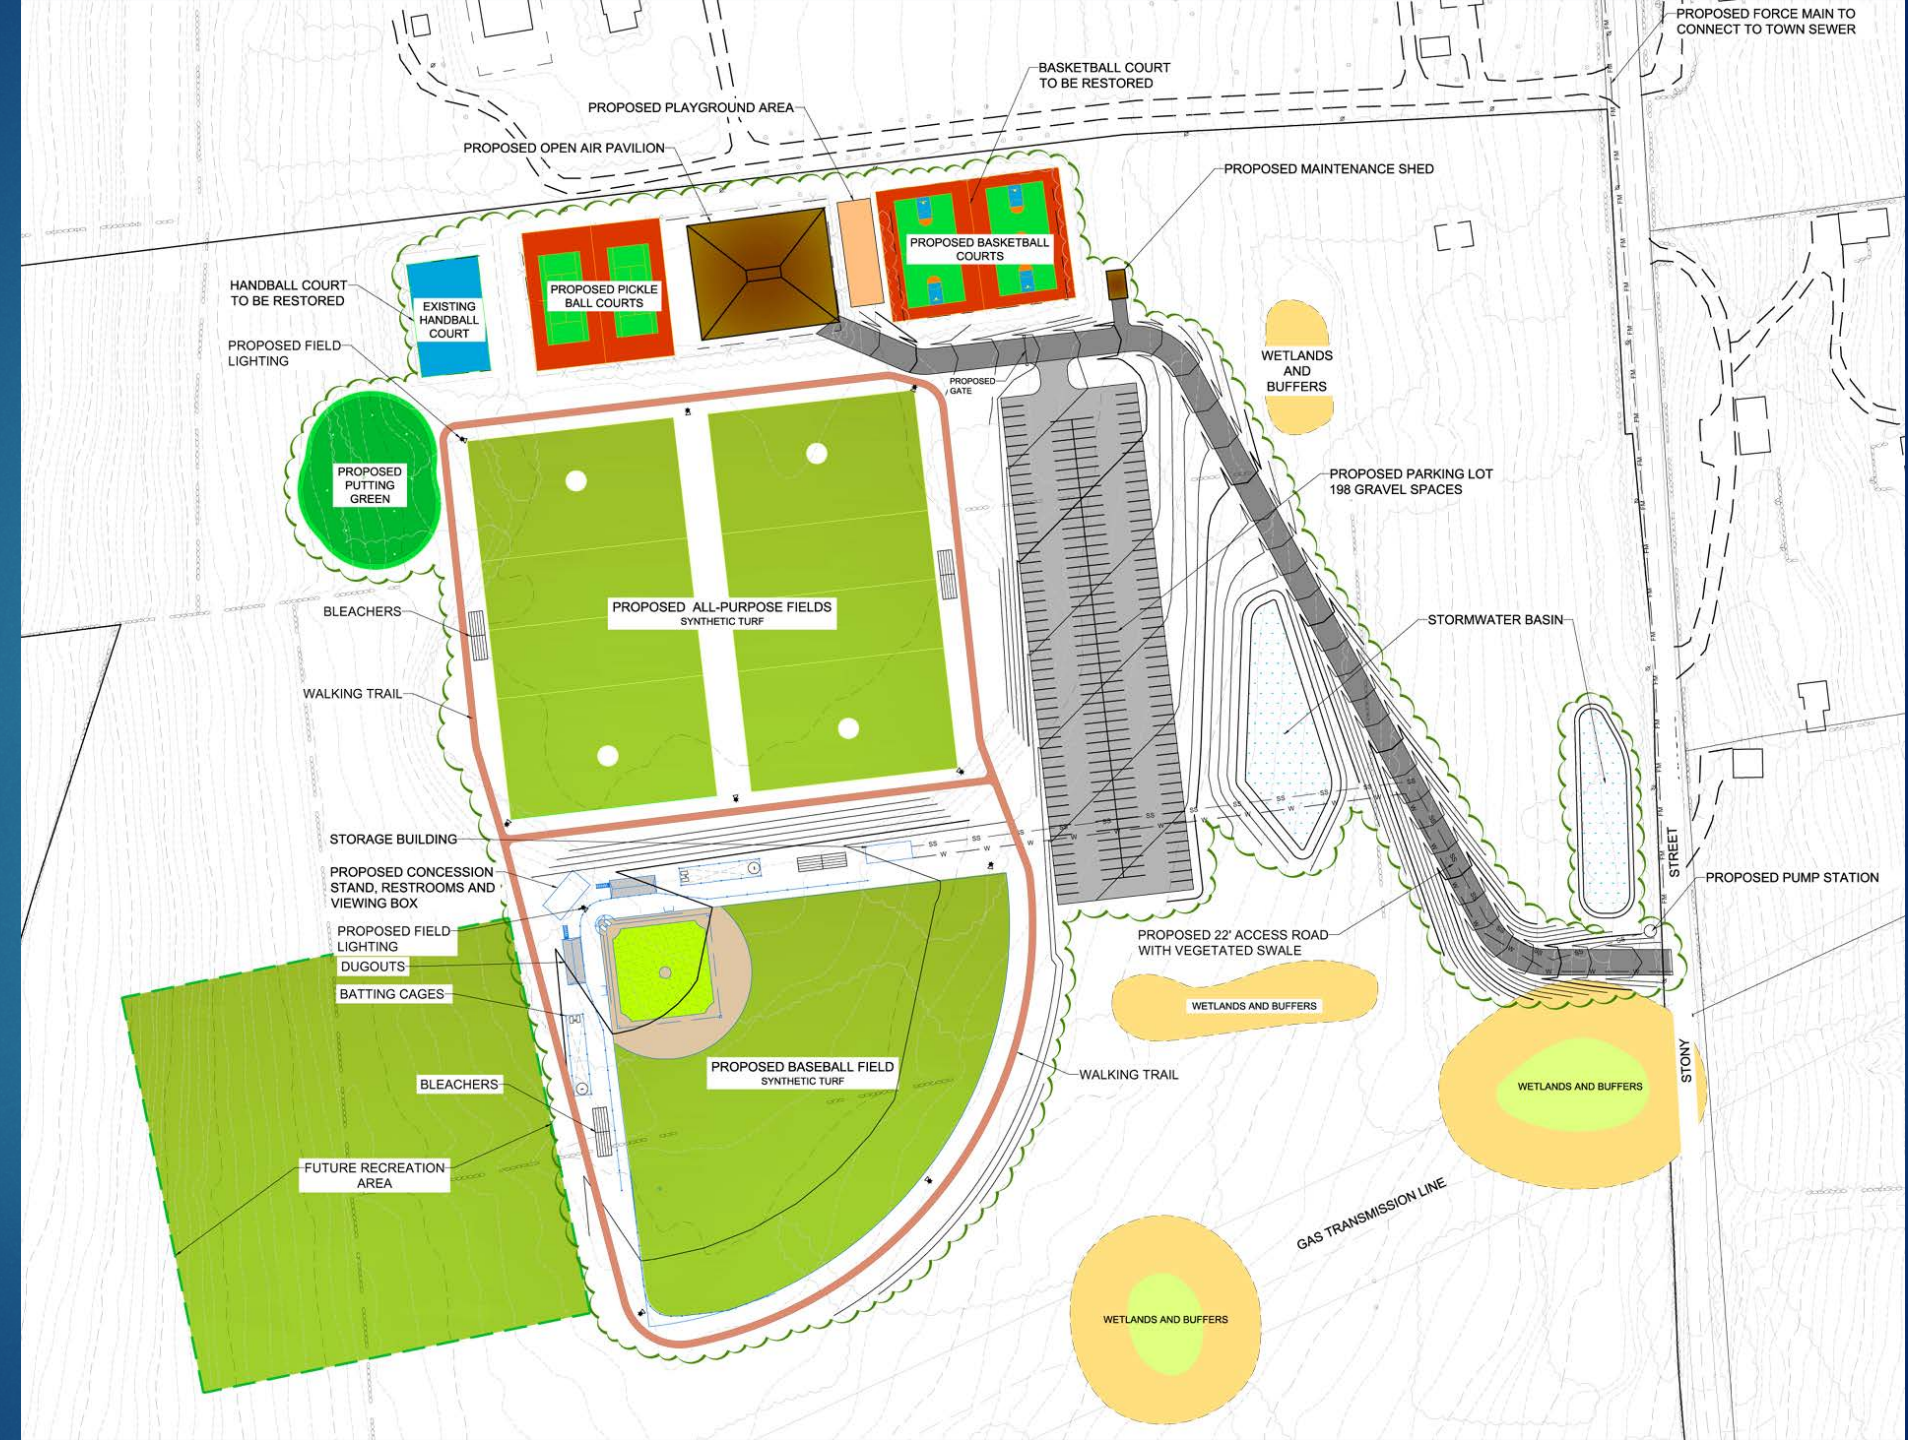 PROPOSED FORCE MAIN TO
CONNECT TO TOWN SEWER
BASKETBALL COURT
TO BE RESTORED
PROPOSED PLAYGROUND AREA
PROPOSED OPEN AIR PAVILION
PROPOSED MAINTENANCE SHED
PROPOSED BASKETBALL
COURTS
HANDBALL COURT
TO BE RESTORED
EXISTING
HANDBALL
COURT
PROPOSED PICKLE
BALL COURTS
PROPOSED FIELD
LIGHTING
PROPOSED
GATE
WETLANDS
AND
BUFFERS
PROPOSED
PUTTING
GREEN
PROPOSED PARKING LOT
198 GRAVEL SPACES
BLEACHERS
PROPOSED ALL-PURPOSE FIELDS
SYNTHETIC TURF
STORMWATER BASIN
WALKING TRAIL
STORAGE BUILDING
PROPOSED CONCESSION
STAND, RESTROOMS AND
VIEWING BOX
PROPOSED PUMP STATION
PROPOSED FIELD
LIGHTING
PROPOSED 22' ACCESS ROAD
WITH VEGETATED SWALE
DUGOUTS
BATTING CAGES
WETLANDS AND BUFFERS
PROPOSED BASEBALL FIELD
SYNTHETIC TURF
WALKING TRAIL
BLEACHERS
WETLANDS AND BUFFERS
STONY
STREET
FUTURE RECREATION
AREA
GAS TRANSMISSION LINE
WETLANDS AND BUFFERS